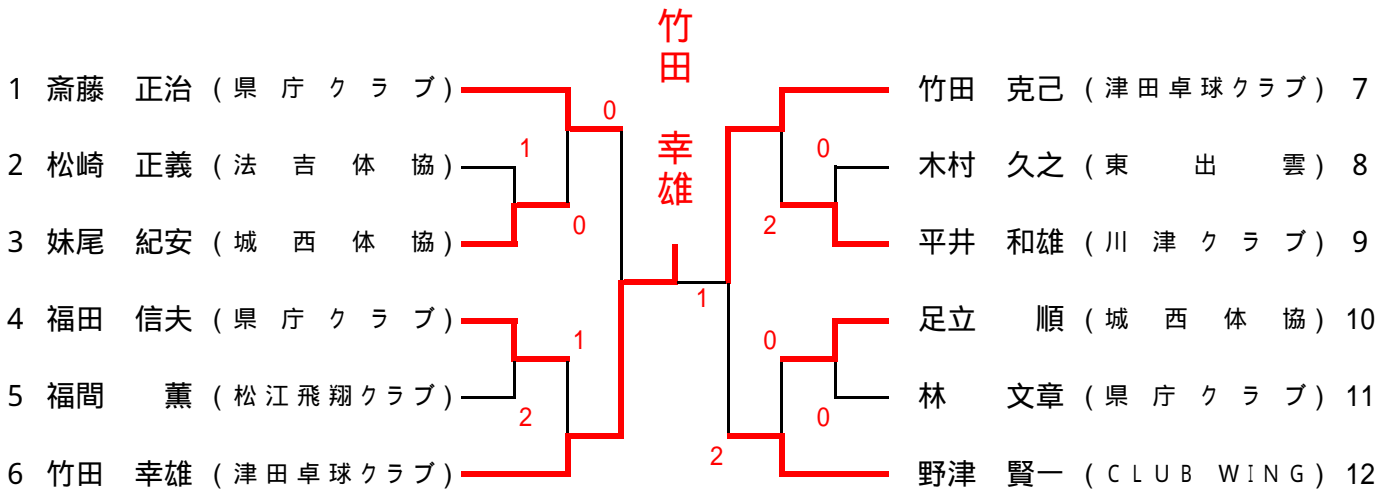 竹田 幸雄
1 斎藤 正治 (県庁クラブ)
2 松崎 正義 (法吉体協)
3 妹尾 紀安 (城西体協)
4 福田 信夫 (県庁クラブ)
5 福間 薫 (松江飛翔クラブ)
6 竹田 幸雄 (津田卓球クラブ)
0
1
0
1
2
1
竹田 克己 (津田卓球クラブ) 7
木村 久之 (東出雲) 8
平井 和雄 (川津クラブ) 9
足立 順 (城西体協) 10
林 文章 (県庁クラブ) 11
野津 賢一 (CLUB WING) 12
0
2
0
0
2